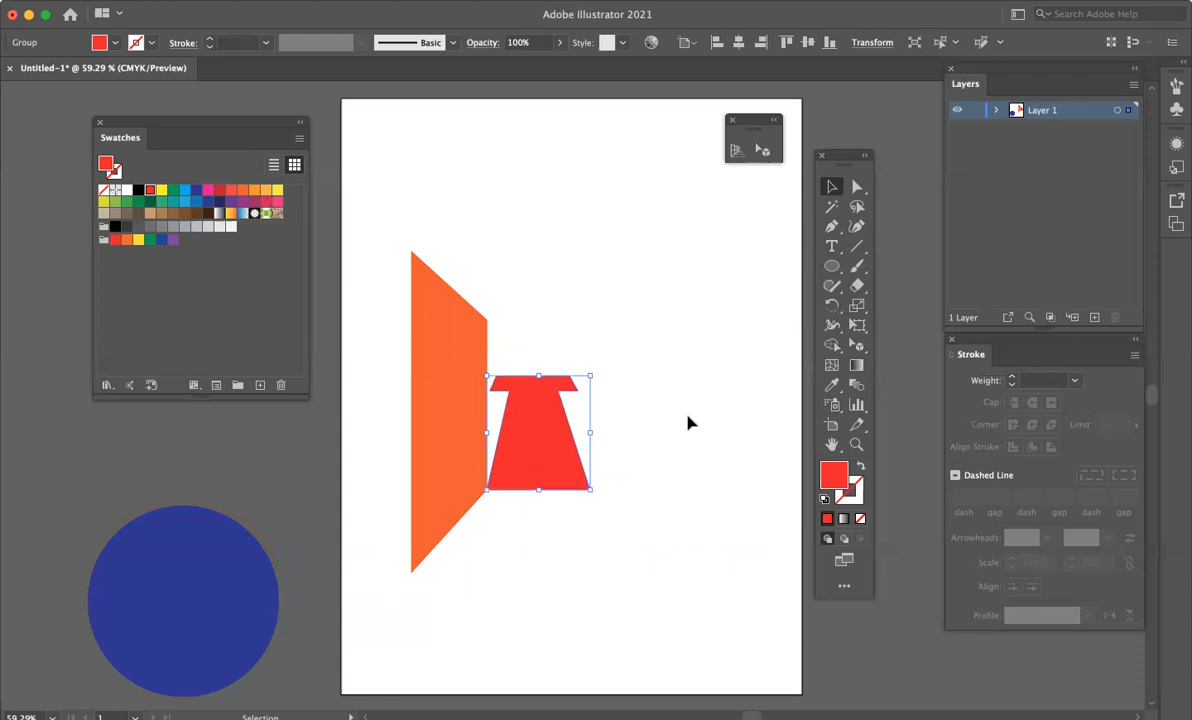 Adobe Illustrator 2021
Search Adobe Help
Group
Stroke:
Basic
Opacity:
100%
Style:
Transform
Untitled-1* @ 59.29 % (CMYK/Preview)
Swatches
Layers
Layer 1
1 Layer
Stroke
Weight:
Cap:
Corner:
Limit:
x
Align Stroke:
Dashed Line
dash
gap
dash
gap
dash
gap
Arrowheads:
Scale:
Align:
Profile:
59.29%
1
Selection